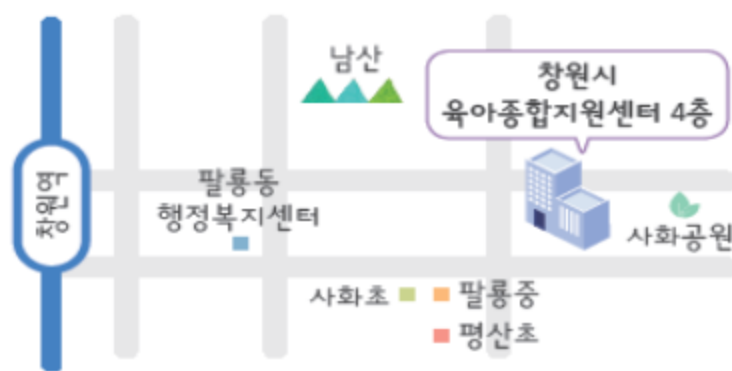 남산
창원시
육아종합지원센터 4층
창원역
팔룡동
행정복지센터
사화공원
사화초
팔룡중
평산초